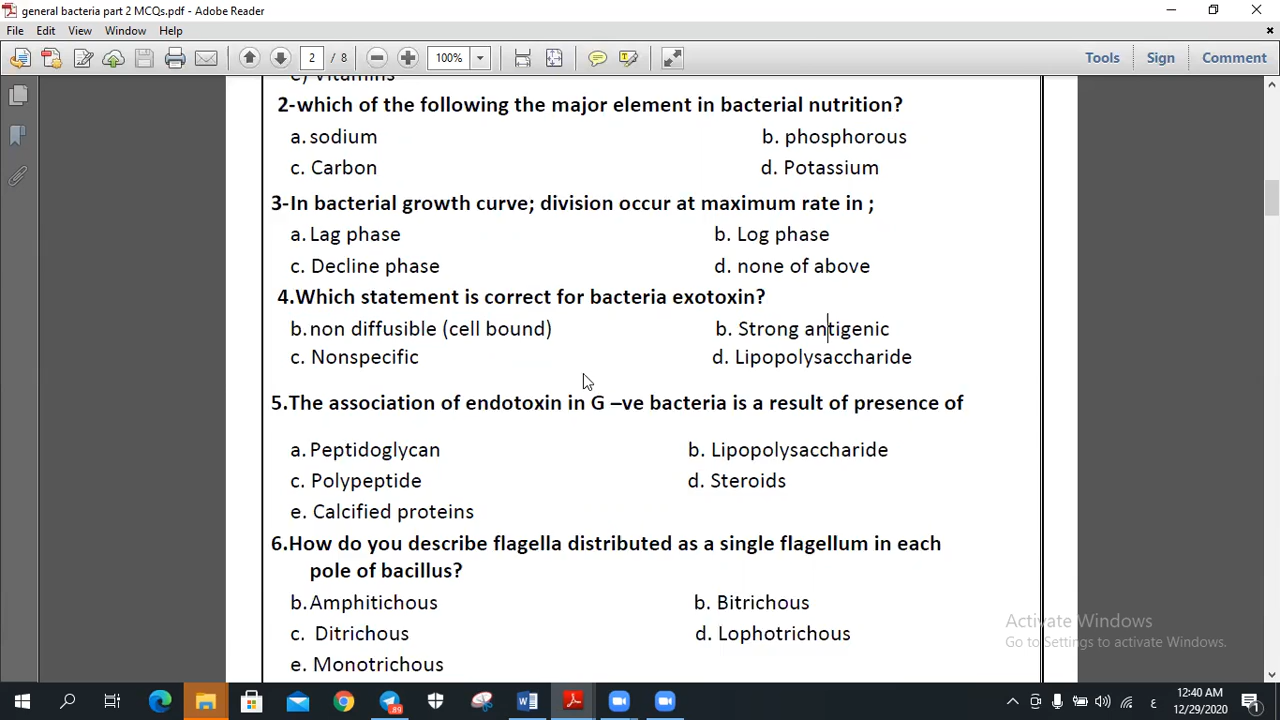 general bacteria part 2 MCQs.pdf - Adobe Reader
File Edit View Window Help
2 / 8 100% Tools Sign Comment
e) Vitamins
2-which of the following the major element in bacterial nutrition?
a. sodium b. phosphorous
c. Carbon d. Potassium
3-In bacterial growth curve; division occur at maximum rate in ;
a. Lag phase b. Log phase
c. Decline phase d. none of above
4.Which statement is correct for bacteria exotoxin?
b. non diffusible (cell bound) b. Strong antigenic
c. Nonspecific d. Lipopolysaccharide
5.The association of endotoxin in G –ve bacteria is a result of presence of
a. Peptidoglycan b. Lipopolysaccharide
c. Polypeptide d. Steroids
e. Calcified proteins
6.How do you describe flagella distributed as a single flagellum in each
pole of bacillus?
b. Amphitichous b. Bitrichous
c. Ditrichous d. Lophotrichous
e. Monotrichous
Activate Windows
Go to Settings to activate Windows.
89 ع 12:40 AM
12/29/2020 1